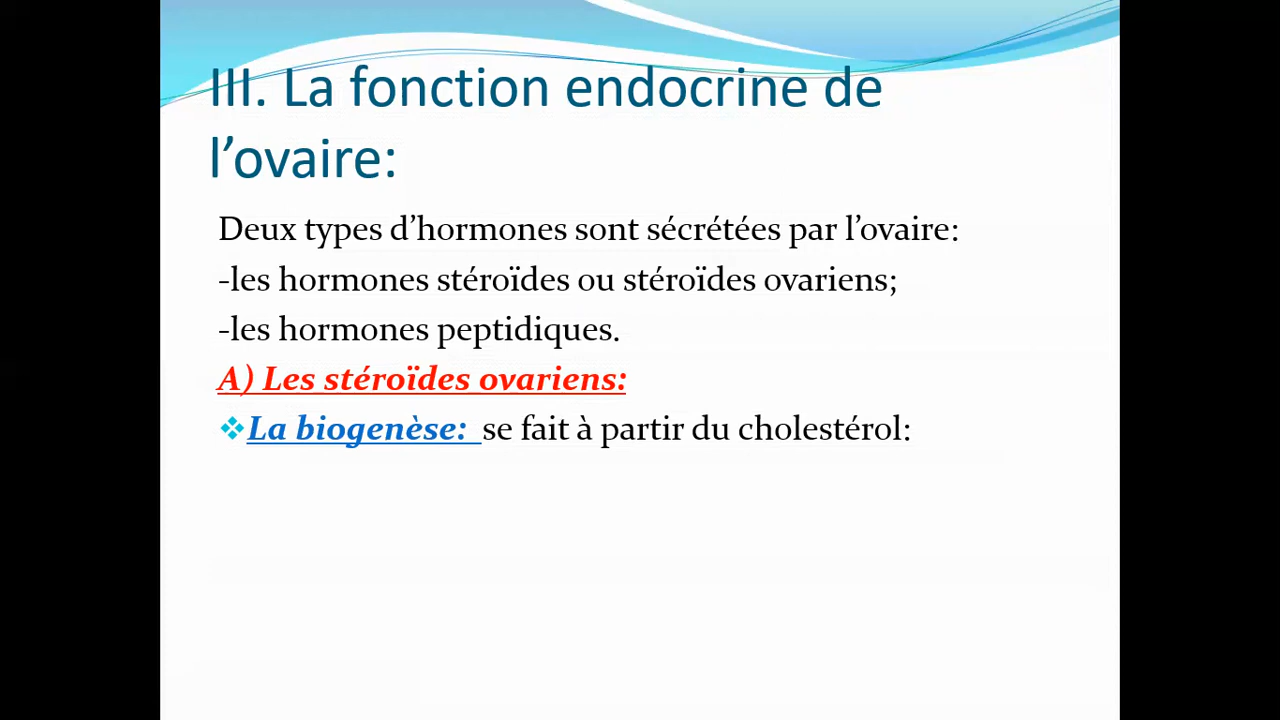 III. La fonction endocrine de
l’ovaire:
Deux types d’hormones sont sécrétées par l’ovaire:
-les hormones stéroïdes ou stéroïdes ovariens;
-les hormones peptidiques.
A) Les stéroïdes ovariens:
❖La biogenèse: se fait à partir du cholestérol: